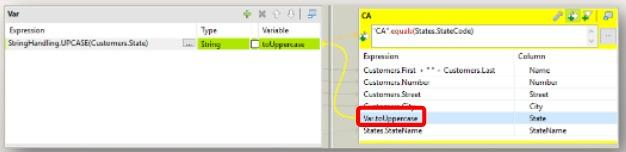 Var
Expression Type Variable
StringHandling.UPCASE(Customers.State) ... String toUppercase
CA
"CA".equals(States.StateCode)
...
Expression Column
Customers.First + " " + Customers.Last Name
Customers.Number Number
Customers.Street Street
Customers.City City
Var.toUppercase State
States.StateName StateName